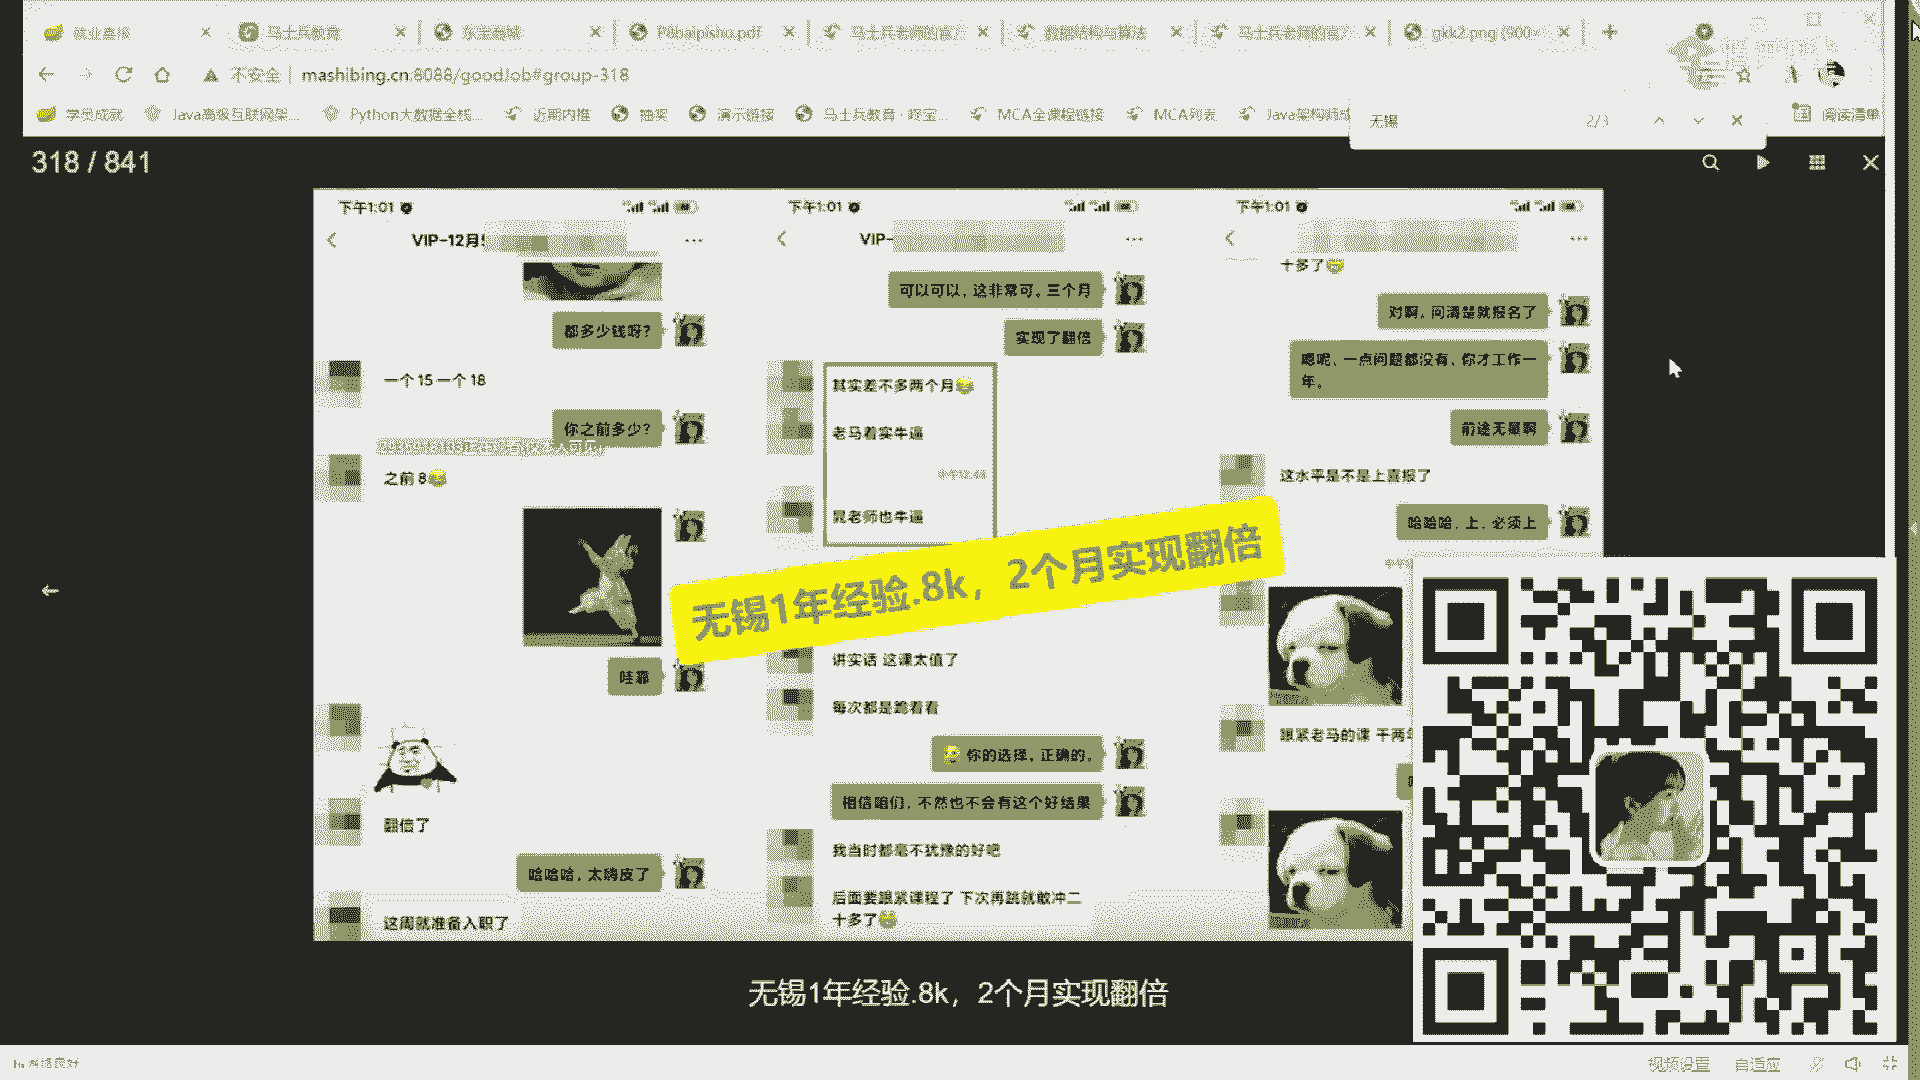 就业喜报
马士兵教育
P8baipishu.pdf
马士兵老师的官方
数据结构与算法
马士兵老师的官方
gkk2.png (900×
不安全
mashibing.cn:8088/goodJob#group-318
学员成就
Java高级互联网架...
Python大数据全栈...
近期内推
抽奖
演示链接
马士兵教育
MCA全课程链接
MCA列表
Java架构师成
阅读清单
无锡
2/3
318 / 841
下午1:01
VIP-12月
都多少钱呀?
一个 15 一个 18
你之前多少?
之前 8
哇靠
翻倍了
哈哈哈，太嗨皮了
这周就准备入职了
下午1:01
VIP-
可以可以，这非常可，三个月
实现了翻倍
其实差不多两个月
老马着实牛逼
晁老师也牛逼
讲实话 这课太值了
每次都是跪着看
你的选择，正确的。
相信咱们，不然也不会有这个好结果
我当时都毫不犹豫的好吧
后面要跟紧课程了 下次再跳就敢冲二
十多了
下午1:01
十多了
对啊，问清楚就报名了
嗯呢，一点问题都没有，你才工作一
年。
前途无量啊
这水平是不是上喜报了
哈哈哈，上，必须上
跟紧老马的课 干两年
无锡1年经验.8k，2个月实现翻倍
无锡1年经验.8k，2个月实现翻倍
网络良好
视频设置
自适应